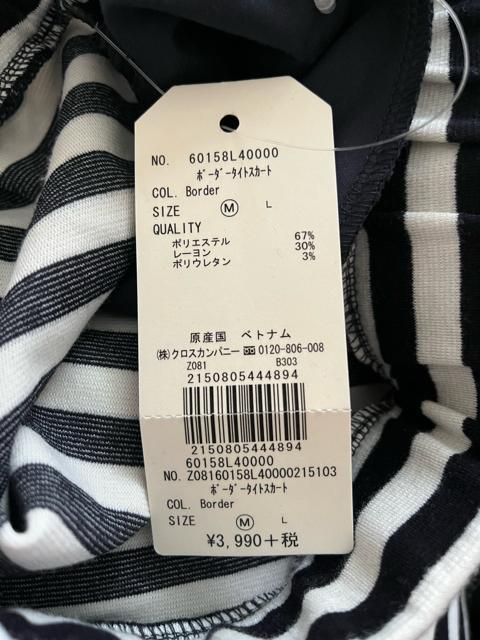 NO. 60158L40000
ﾎﾞｰﾀﾞｰﾀｲﾄｽｶｰﾄ
COL. Border
SIZE Ⓜ L
QUALITY
ポリエステル 67%
レーヨン 30%
ポリウレタン 3%
原産国 ベトナム
㈱クロスカンパニー 0120-806-008
Z081 B303
2150805444894
2150805444894
60158L40000
NO. Z08160158L40000215103
ﾎﾞｰﾀﾞｰﾀｲﾄｽｶｰﾄ
COL. Border
SIZE Ⓜ L
¥3,990+税